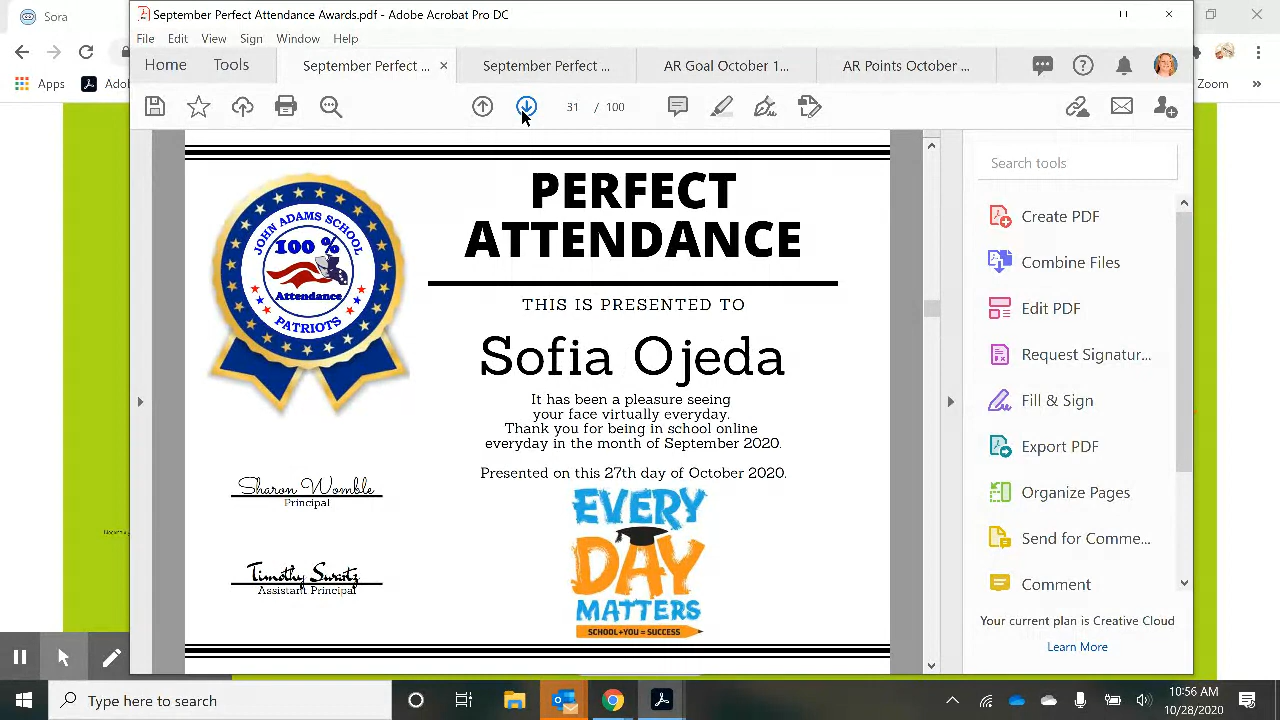 Sora
September Perfect Attendance Awards.pdf - Adobe Acrobat Pro DC
File Edit View Sign Window Help
Home Tools September Perfect ... × September Perfect ... AR Goal October 1... AR Points October ...
Apps
Zoom »
31 / 100
JOHN ADAMS SCHOOL
100 %
Attendance
PATRIOTS
PERFECT
ATTENDANCE
THIS IS PRESENTED TO
Sofia Ojeda
It has been a pleasure seeing
your face virtually everyday.
Thank you for being in school online
everyday in the month of September 2020.
Presented on this 27th day of October 2020.
Sharon Womble
Principal
Timothy Swartz
Assistant Principal
EVERY
DAY
MATTERS
SCHOOL+YOU = SUCCESS
Search tools
Create PDF
Combine Files
Edit PDF
Request Signatur...
Fill & Sign
Export PDF
Organize Pages
Send for Comme...
Comment
Your current plan is Creative Cloud
Learn More
Type here to search
10:56 AM
10/28/2020